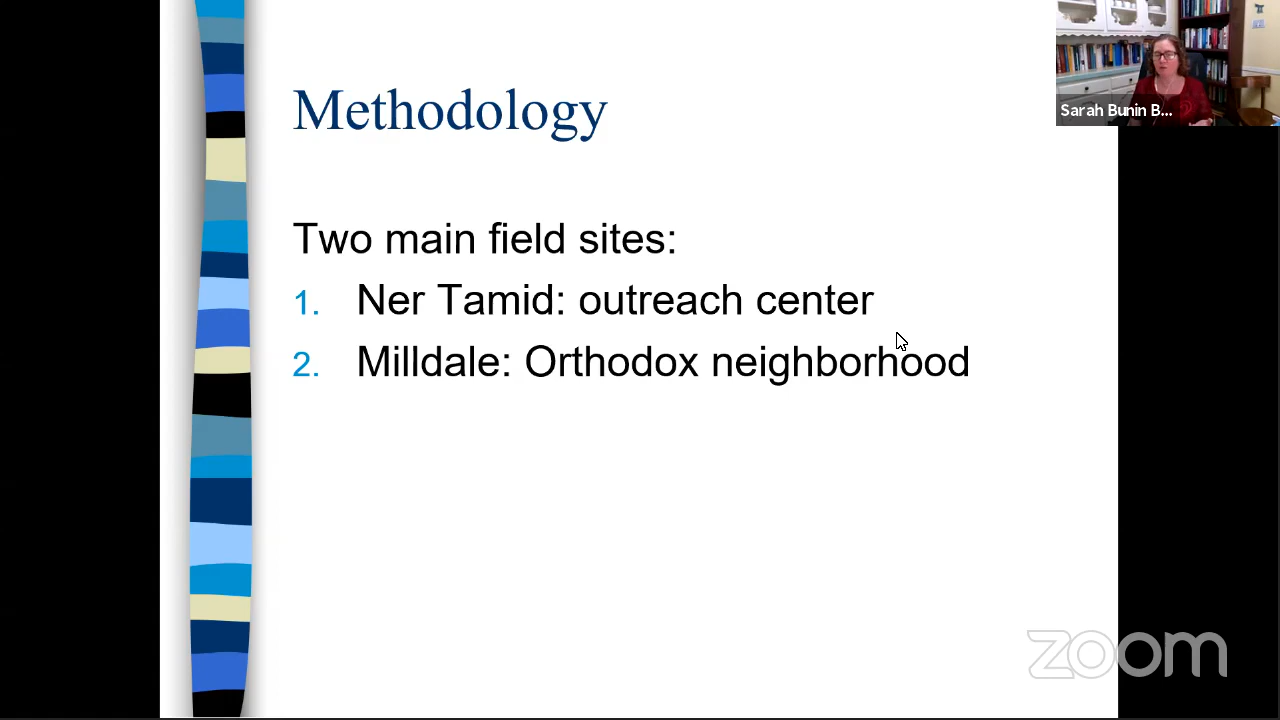 Methodology
Sarah Bunin B...
Two main field sites:
1. Ner Tamid: outreach center
2. Milldale: Orthodox neighborhood
zoom